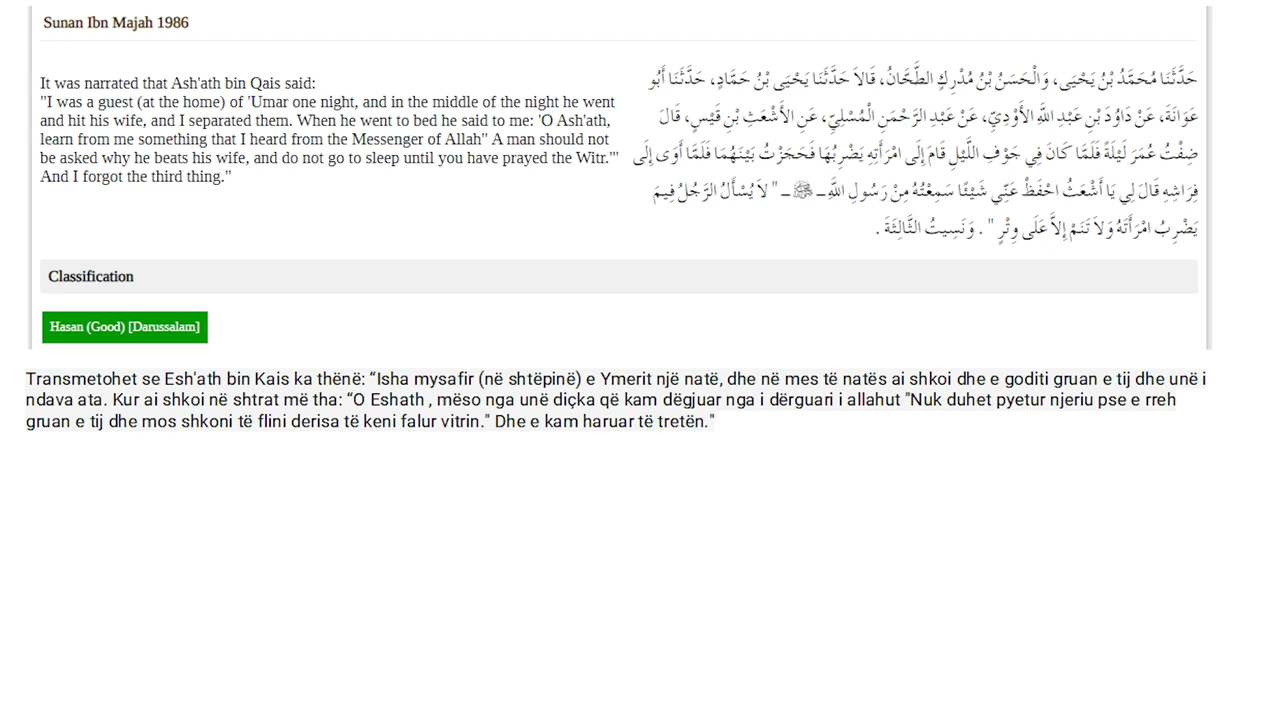 Sunan Ibn Majah 1986
It was narrated that Ash'ath bin Qais said:
"I was a guest (at the home) of 'Umar one night, and in the middle of the night he went
and hit his wife, and I separated them. When he went to bed he said to me: 'O Ash'ath,
learn from me something that I heard from the Messenger of Allah" A man should not
be asked why he beats his wife, and do not go to sleep until you have prayed the Witr."'
And I forgot the third thing."
حَدَّثَنَا مُحَمَّدُ بْنُ يَحْيَى، وَالْحَسَنُ بْنُ مُدْرِكٍ الطَّحَّانُ، قَالاَ حَدَّثَنَا يَحْيَى بْنُ حَمَّادٍ، حَدَّثَنَا أَبُو
عَوَانَةَ، عَنْ دَاوُدَ بْنِ عَبْدِ اللَّهِ الأَوْدِيِّ، عَنْ عَبْدِ الرَّحْمَنِ الْمُسْلِيِّ، عَنِ الأَشْعَثِ بْنِ قَيْسٍ، قَالَ
ضِفْتُ عُمَرَ لَيْلَةً فَلَمَّا كَانَ فِي جَوْفِ اللَّيْلِ قَامَ إِلَى امْرَأَتِهِ يَضْرِبُهَا فَحَجَزْتُ بَيْنَهُمَا فَلَمَّا أَوَى إِلَى
فِرَاشِهِ قَالَ لِي يَا أَشْعَثُ احْفَظْ عَنِّي شَيْئًا سَمِعْتُهُ مِنْ رَسُولِ اللَّهِ ـ ﷺ ـ " لاَ يُسْأَلُ الرَّجُلُ فِيمَ
يَضْرِبُ امْرَأَتَهُ وَلاَ تَنَمْ إِلاَّ عَلَى وِتْرٍ " . وَنَسِيتُ الثَّالِثَةَ .
Classification
Hasan (Good) [Darussalam]
Transmetohet se Esh'ath bin Kais ka thënë: “Isha mysafir (në shtëpinë) e Ymerit një natë, dhe në mes të natës ai shkoi dhe e goditi gruan e tij dhe unë i
ndava ata. Kur ai shkoi në shtrat më tha: “O Eshath , mëso nga unë diçka që kam dëgjuar nga i dërguari i allahut "Nuk duhet pyetur njeriu pse e rreh
gruan e tij dhe mos shkoni të flini derisa të keni falur vitrin." Dhe e kam haruar të tretën."